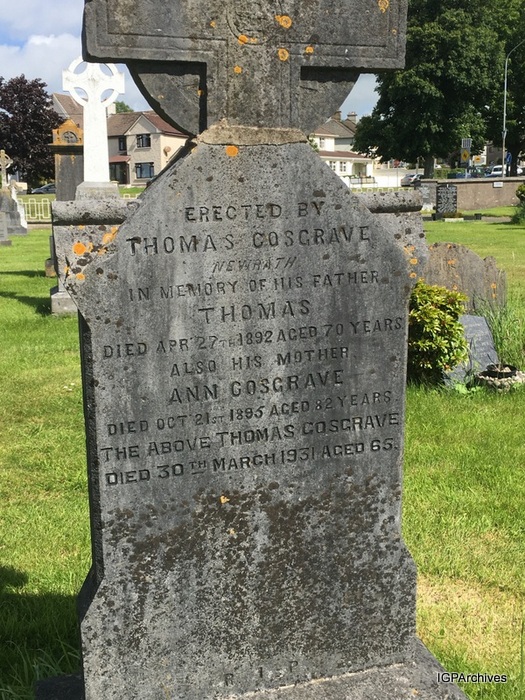 ERECTED BY
THOMAS COSGRAVE
NEWRATH
IN MEMORY OF HIS FATHER
THOMAS
DIED APR 27TH 1892 AGED 70 YEARS
ALSO HIS MOTHER
ANN COSGRAVE
DIED OCT 21ST 1895 AGED 82 YEARS
THE ABOVE THOMAS COSGRAVE
DIED 30TH MARCH 1931 AGED 65.
R I P
IGPArchives